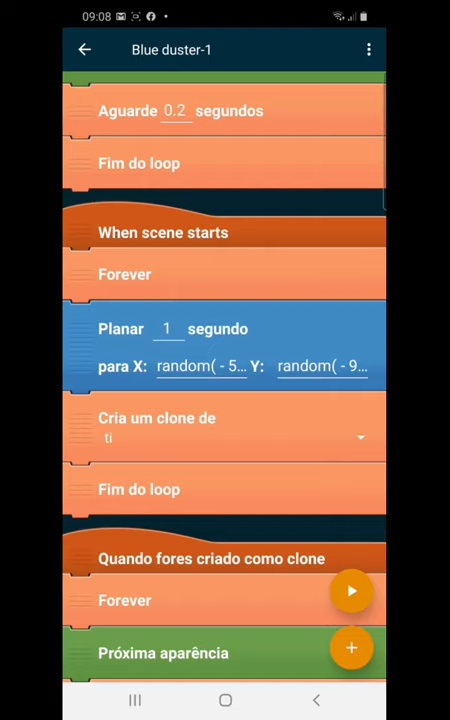 09:08
Blue duster-1
Aguarde 0.2 segundos
Fim do loop
When scene starts
Forever
Planar 1 segundo
para X: random( - 5... Y: random( - 9...
Cria um clone de
ti
Fim do loop
Quando fores criado como clone
Forever
Próxima aparência